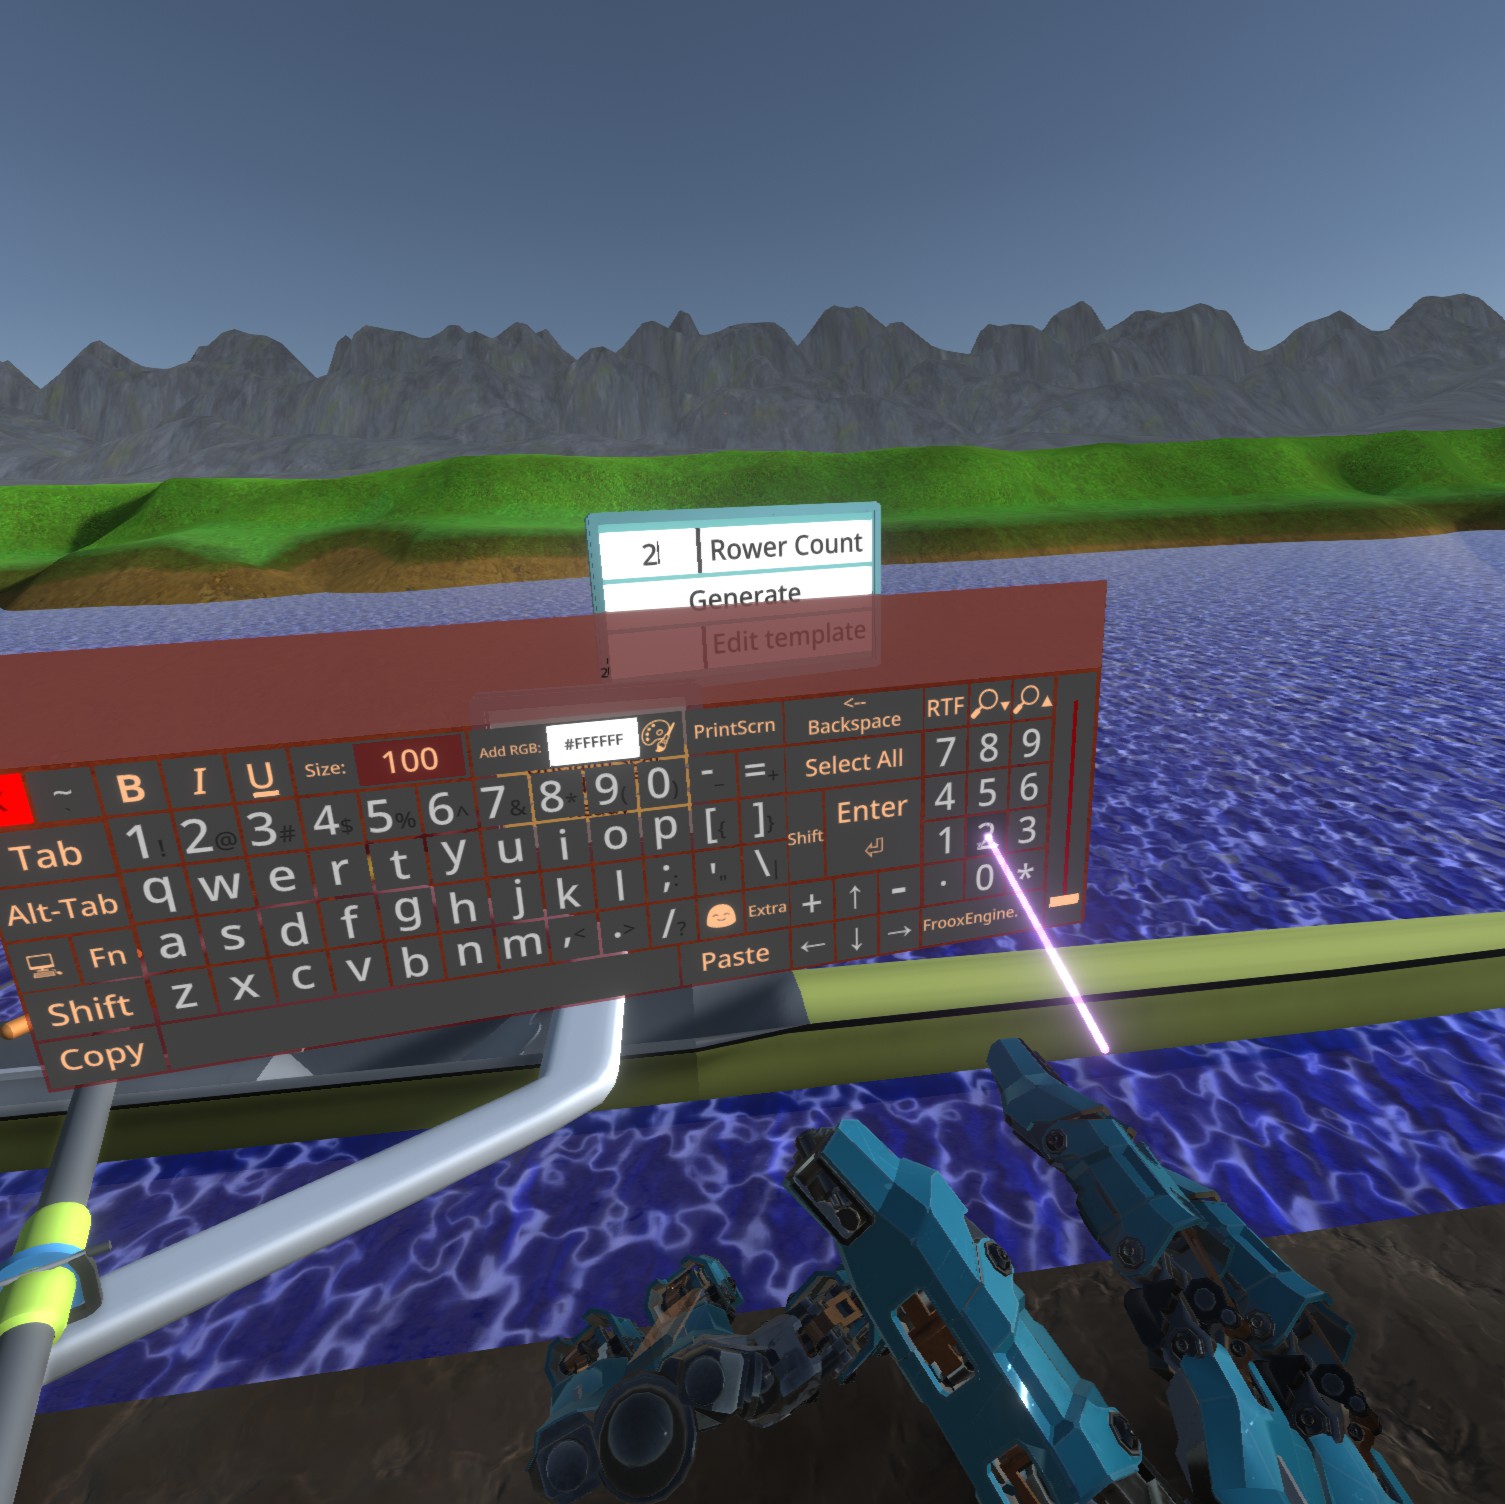 2 Rower Count
Generate
Edit template
2
~ ` B I U Size: 100 Add RGB: #FFFFFF PrintScrn <-- Backspace RTF
Tab 1! 2@ 3# 4$ 5% 6^ 7& 8* 9( 0) - _ =+ Select All 7 8 9
Alt-Tab q w e r t y u i o p [{ ]} Shift Enter 4 5 6
Fn a s d f g h j k l ;: '" \| 1 2 3
Shift z x c v b n m ,< .> /? Extra + ↑ - . 0 *
Copy Paste ← ↓ → FrooxEngine.